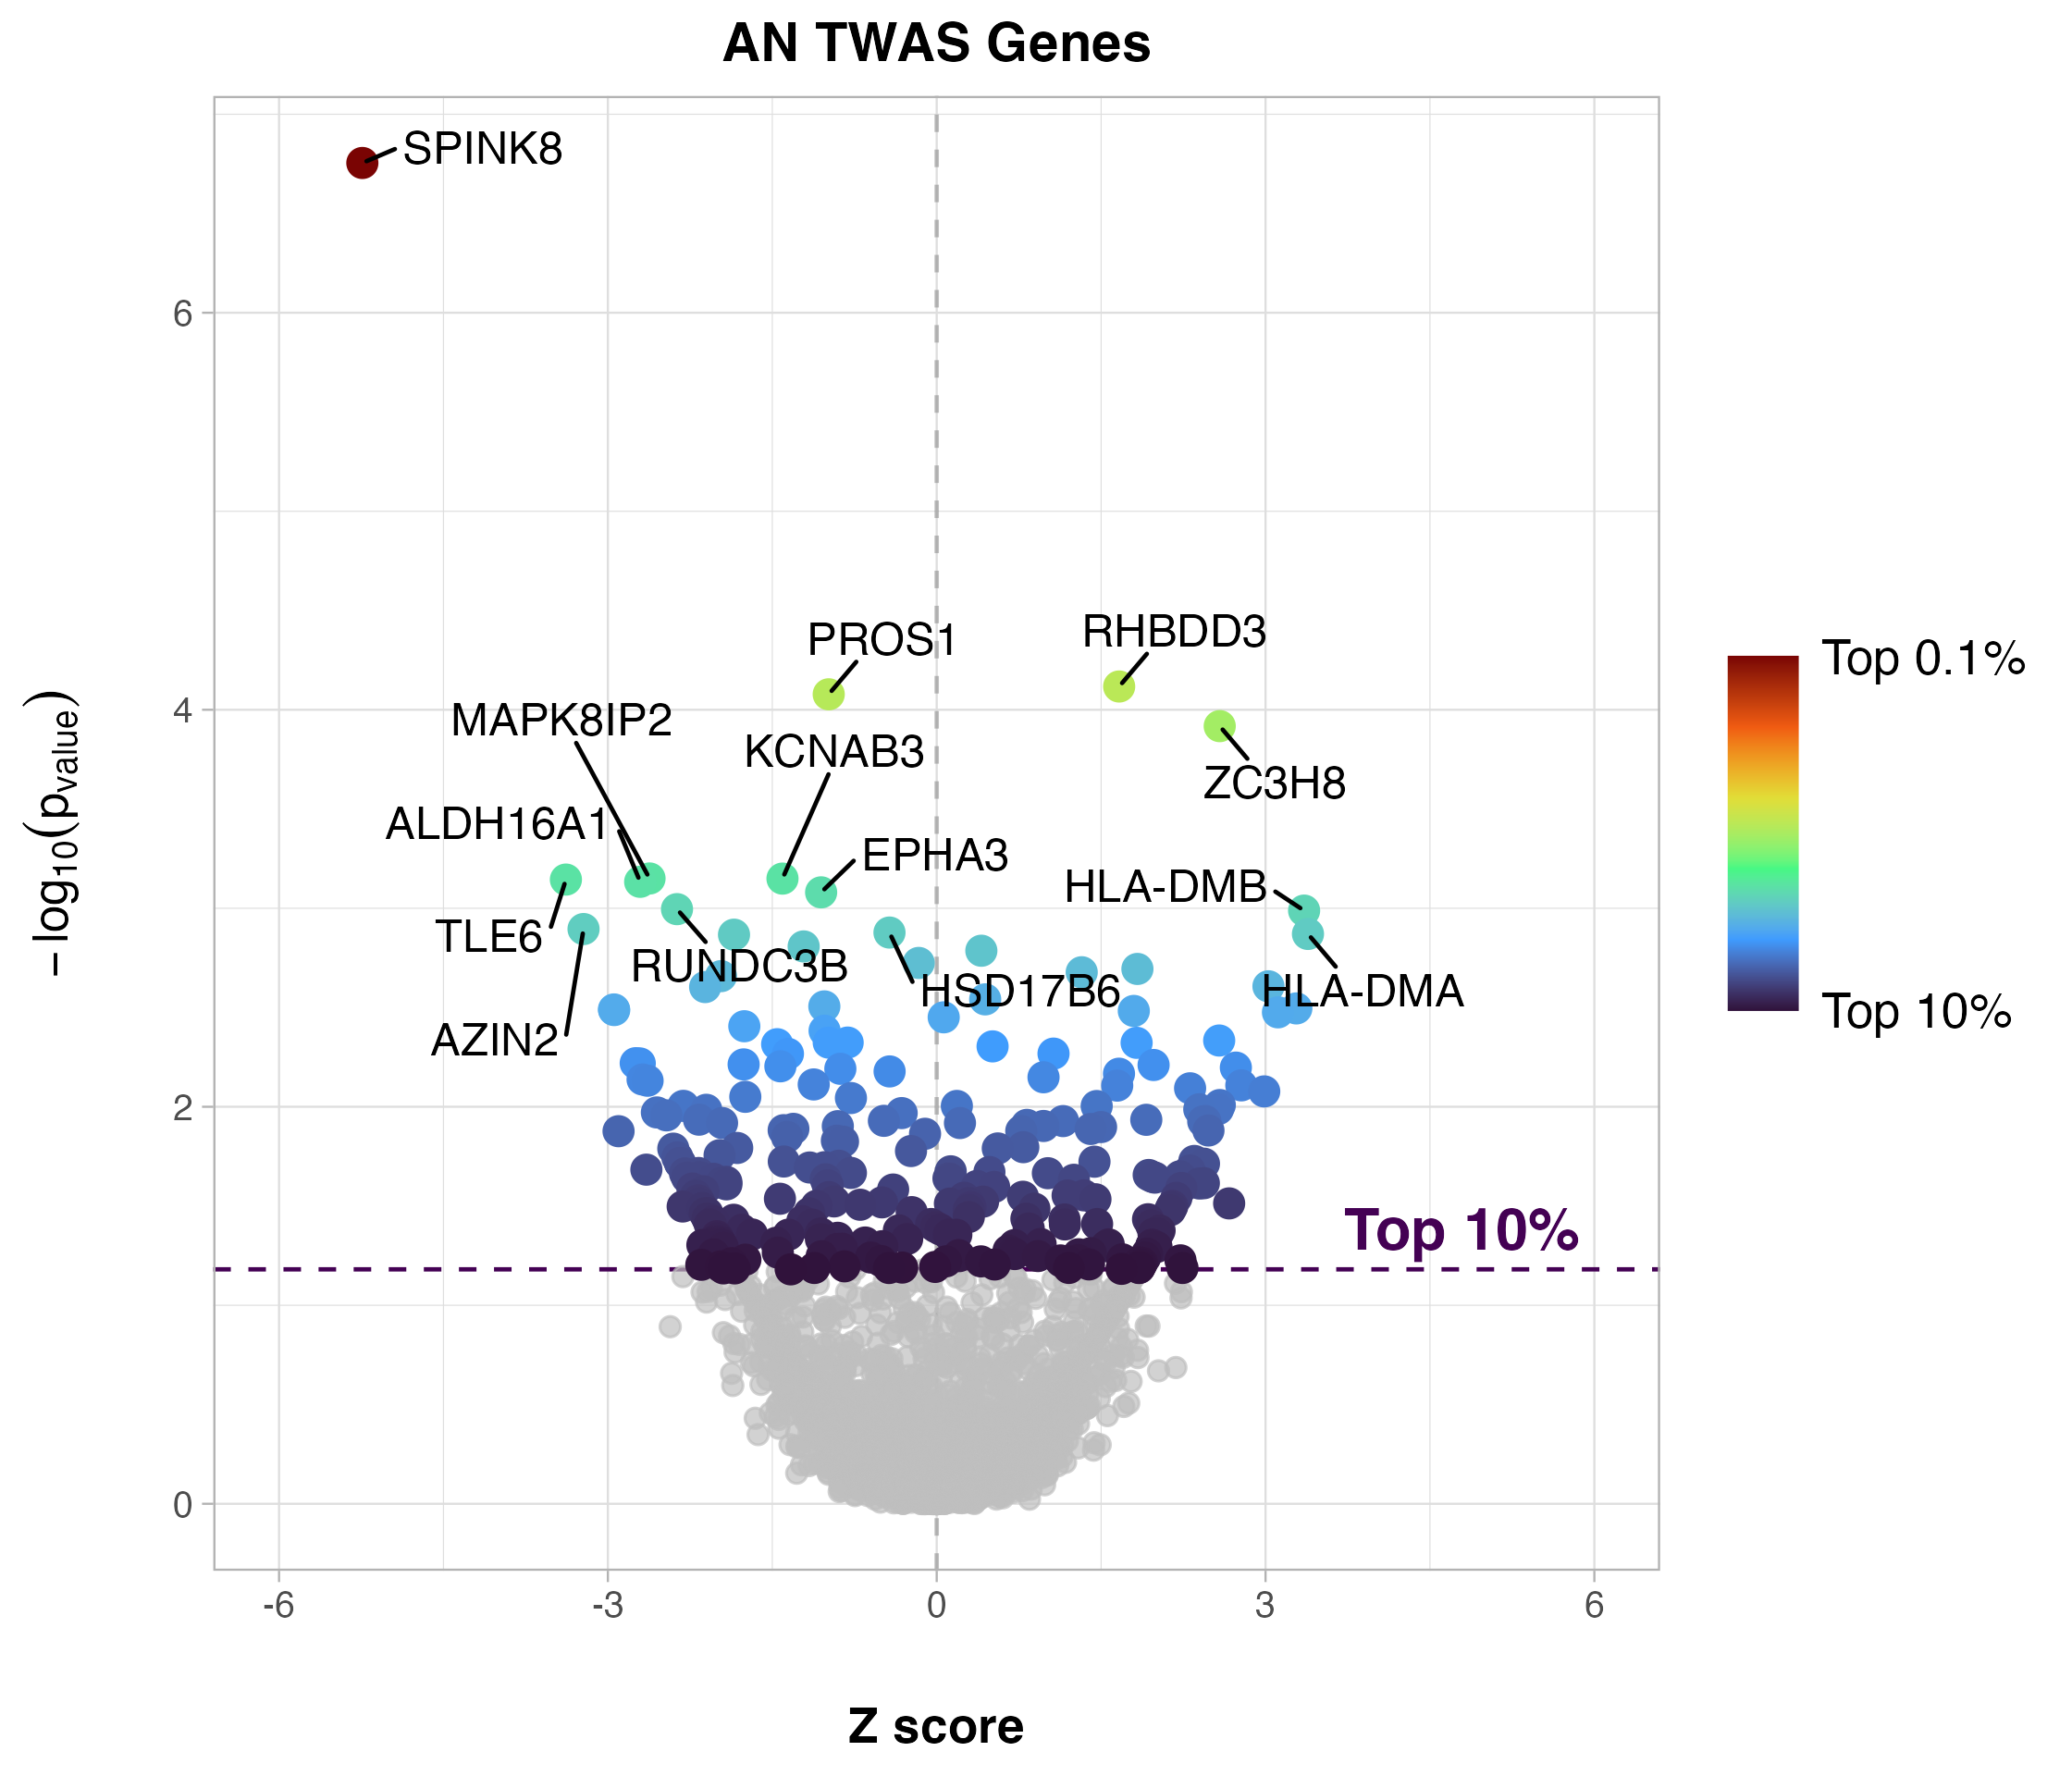 AN TWAS Genes
SPINK8
6
PROS1
RHBDD3
4
MAPK8IP2
KCNAB3
ZC3H8
ALDH16A1
EPHA3
HLA-DMB
TLE6
RUNDC3B
HSD17B6
HLA-DMA
AZIN2
2
Top 10%
0
-6
-3
0
3
6
Z score
−log10(pvalue)
Top 0.1%
Top 10%